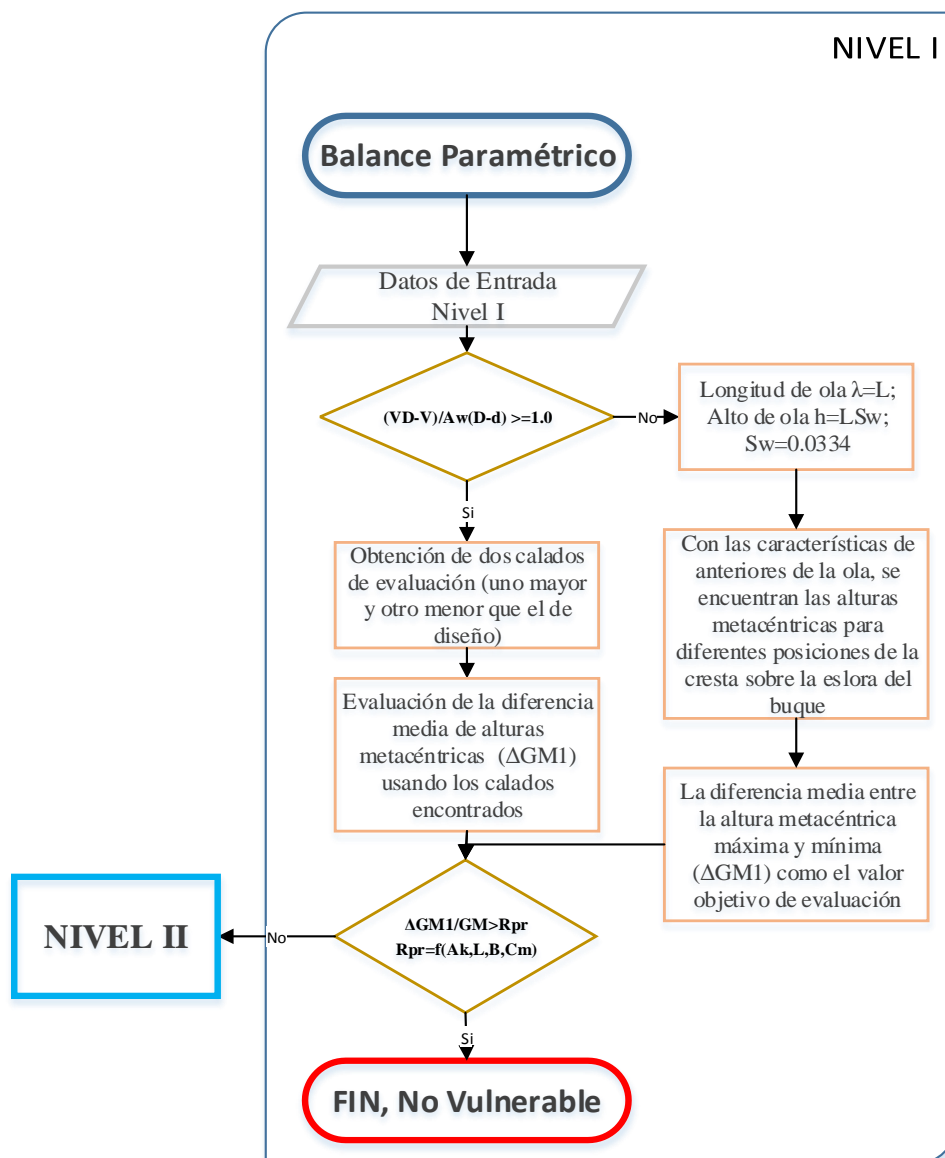 NIVEL I
Balance Paramétrico
Datos de Entrada
Nivel I
(VD-V)/Aw(D-d) >=1.0
No
Longitud de ola λ=L;
Alto de ola h=LSw;
Sw=0.0334
Si
Obtención de dos calados
de evaluación (uno mayor
y otro menor que el de
diseño)
Con las características de
anteriores de la ola, se
encuentran las alturas
metacéntricas para
diferentes posiciones de la
cresta sobre la eslora del
buque
Evaluación de la diferencia
media de alturas
metacéntricas (ΔGM1)
usando los calados
encontrados
La diferencia media entre
la altura metacéntrica
máxima y mínima
(ΔGM1) como el valor
objetivo de evaluación
ΔGM1/GM>Rpr
Rpr=f(Ak,L,B,Cm)
No
NIVEL II
Si
FIN, No Vulnerable